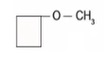 O — CH₃